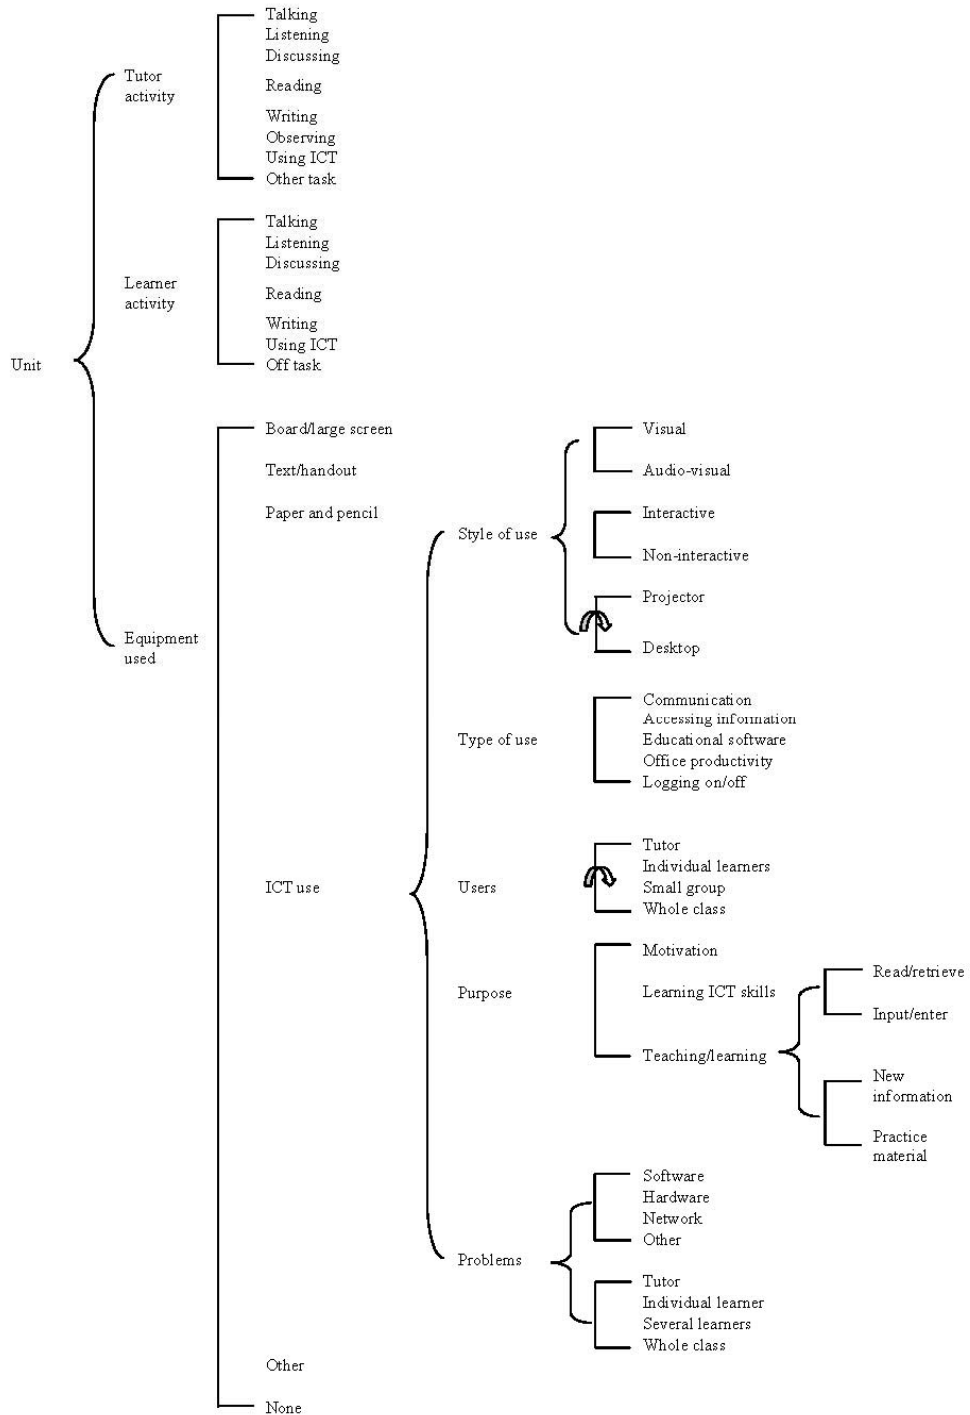 Talking
Listening
Discussing
Tutor
activity
Reading
Writing
Observing
Using ICT
Other task
Talking
Listening
Discussing
Learner
activity
Reading
Writing
Using ICT
Off task
Unit
Board/large screen
Text/handout
Paper and pencil
Equipment
used
Style of use
Visual
Audio-visual
Interactive
Non-interactive
Projector
Desktop
Type of use
Communication
Accessing information
Educational software
Office productivity
Logging on/off
ICT use
Users
Tutor
Individual learners
Small group
Whole class
Purpose
Motivation
Learning ICT skills
Teaching/learning
Read/retrieve
Input/enter
New
information
Practice
material
Problems
Software
Hardware
Network
Other
Tutor
Individual learner
Several learners
Whole class
Other
None